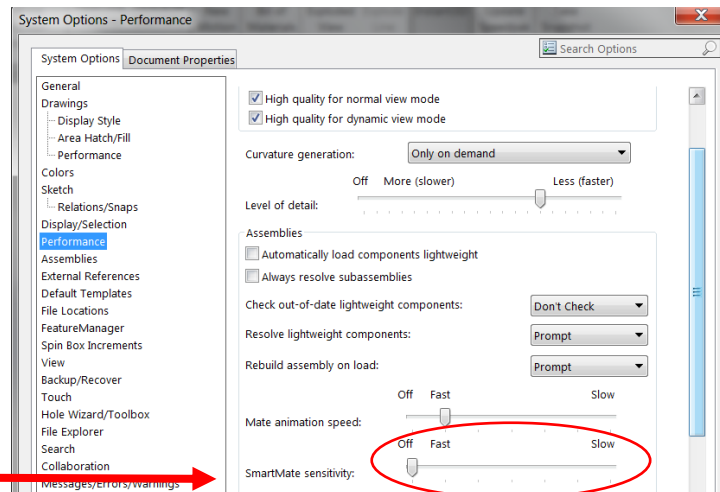 System Options - Performance
System Options Document Properties
Search Options
General
Drawings
Display Style
Area Hatch/Fill
Performance
Colors
Sketch
Relations/Snaps
Display/Selection
Performance
Assemblies
External References
Default Templates
File Locations
FeatureManager
Spin Box Increments
View
Backup/Recover
Touch
Hole Wizard/Toolbox
File Explorer
Search
Collaboration
Messages/Errors/Warnings
High quality for normal view mode
High quality for dynamic view mode
Curvature generation: Only on demand
Off More (slower) Less (faster)
Level of detail:
Assemblies
Automatically load components lightweight
Always resolve subassemblies
Check out-of-date lightweight components: Don't Check
Resolve lightweight components: Prompt
Rebuild assembly on load: Prompt
Off Fast Slow
Mate animation speed:
Off Fast Slow
SmartMate sensitivity: